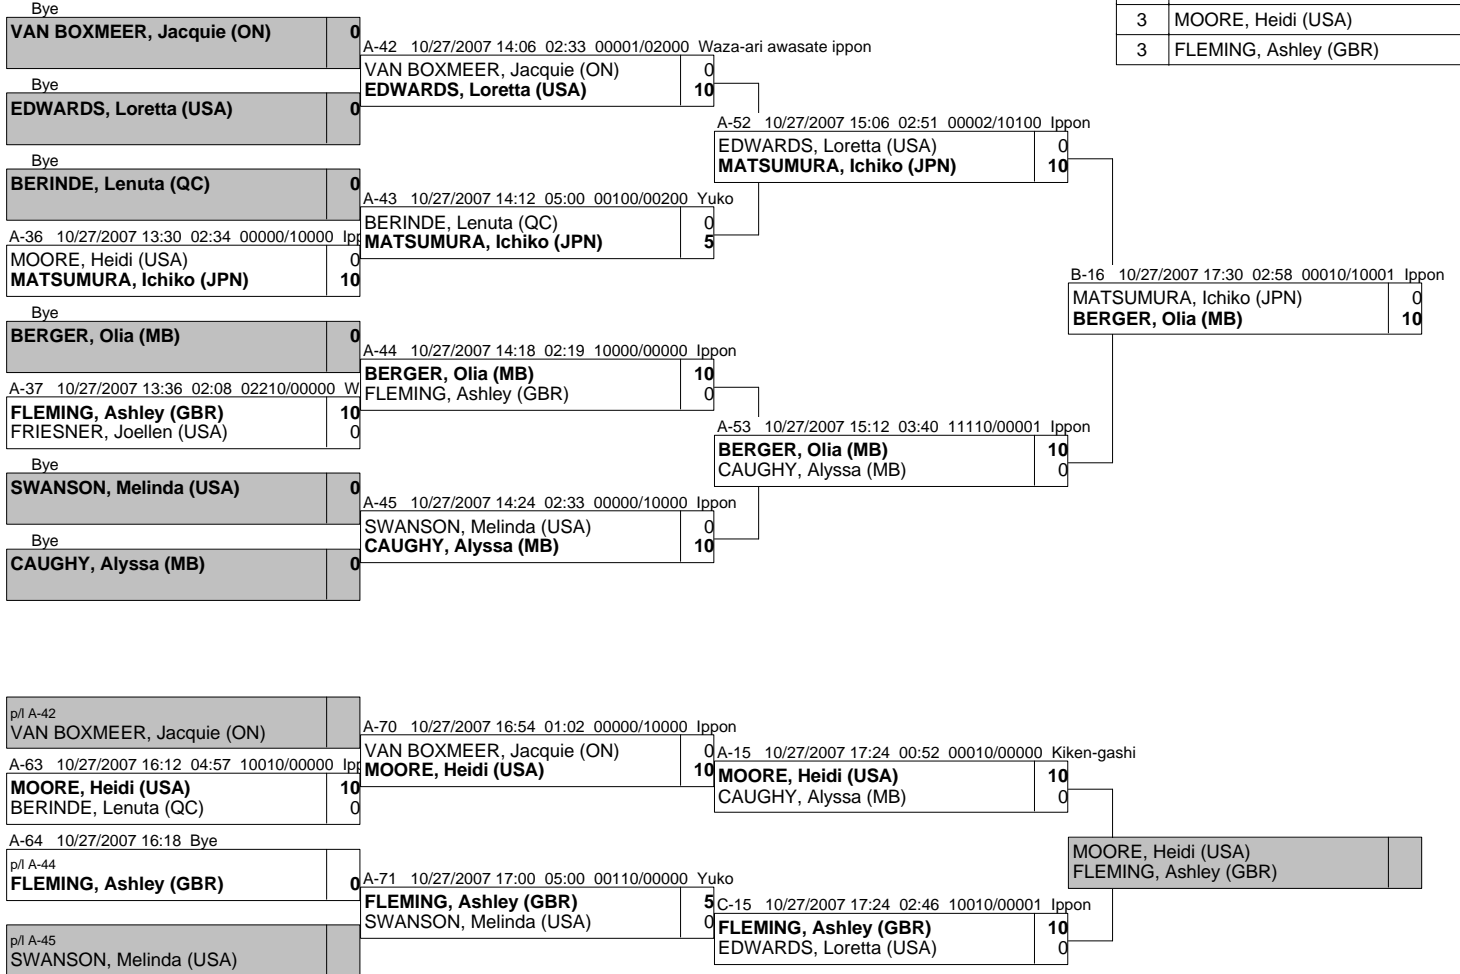 Bye
VAN BOXMEER, Jacquie (ON) 0
Bye
EDWARDS, Loretta (USA) 0
Bye
BERINDE, Lenuta (QC) 0
A-36 10/27/2007 13:30 02:34 00000/10000 Ipp
MOORE, Heidi (USA) 0
MATSUMURA, Ichiko (JPN) 10
Bye
BERGER, Olia (MB) 0
A-37 10/27/2007 13:36 02:08 02210/00000 W
FLEMING, Ashley (GBR) 10
FRIESNER, Joellen (USA) 0
Bye
SWANSON, Melinda (USA) 0
Bye
CAUGHY, Alyssa (MB) 0
A-42 10/27/2007 14:06 02:33 00001/02000 Waza-ari awasate ippon
VAN BOXMEER, Jacquie (ON) 0
EDWARDS, Loretta (USA) 10
A-43 10/27/2007 14:12 05:00 00100/00200 Yuko
BERINDE, Lenuta (QC) 0
MATSUMURA, Ichiko (JPN) 5
A-44 10/27/2007 14:18 02:19 10000/00000 Ippon
BERGER, Olia (MB) 10
FLEMING, Ashley (GBR) 0
A-45 10/27/2007 14:24 02:33 00000/10000 Ippon
SWANSON, Melinda (USA) 0
CAUGHY, Alyssa (MB) 10
A-52 10/27/2007 15:06 02:51 00002/10100 Ippon
EDWARDS, Loretta (USA) 0
MATSUMURA, Ichiko (JPN) 10
A-53 10/27/2007 15:12 03:40 11110/00001 Ippon
BERGER, Olia (MB) 10
CAUGHY, Alyssa (MB) 0
B-16 10/27/2007 17:30 02:58 00010/10001 Ippon
MATSUMURA, Ichiko (JPN) 0
BERGER, Olia (MB) 10
3 MOORE, Heidi (USA)
3 FLEMING, Ashley (GBR)
p/l A-42
VAN BOXMEER, Jacquie (ON)
A-63 10/27/2007 16:12 04:57 10010/00000 Ipp
MOORE, Heidi (USA) 10
BERINDE, Lenuta (QC) 0
A-64 10/27/2007 16:18 Bye
p/l A-44
FLEMING, Ashley (GBR) 0
p/l A-45
SWANSON, Melinda (USA)
A-70 10/27/2007 16:54 01:02 00000/10000 Ippon
VAN BOXMEER, Jacquie (ON) 0
MOORE, Heidi (USA) 10
A-71 10/27/2007 17:00 05:00 00110/00000 Yuko
FLEMING, Ashley (GBR) 5
SWANSON, Melinda (USA) 0
A-15 10/27/2007 17:24 00:52 00010/00000 Kiken-gashi
MOORE, Heidi (USA) 10
CAUGHY, Alyssa (MB) 0
C-15 10/27/2007 17:24 02:46 10010/00001 Ippon
FLEMING, Ashley (GBR) 10
EDWARDS, Loretta (USA) 0
MOORE, Heidi (USA)
FLEMING, Ashley (GBR)